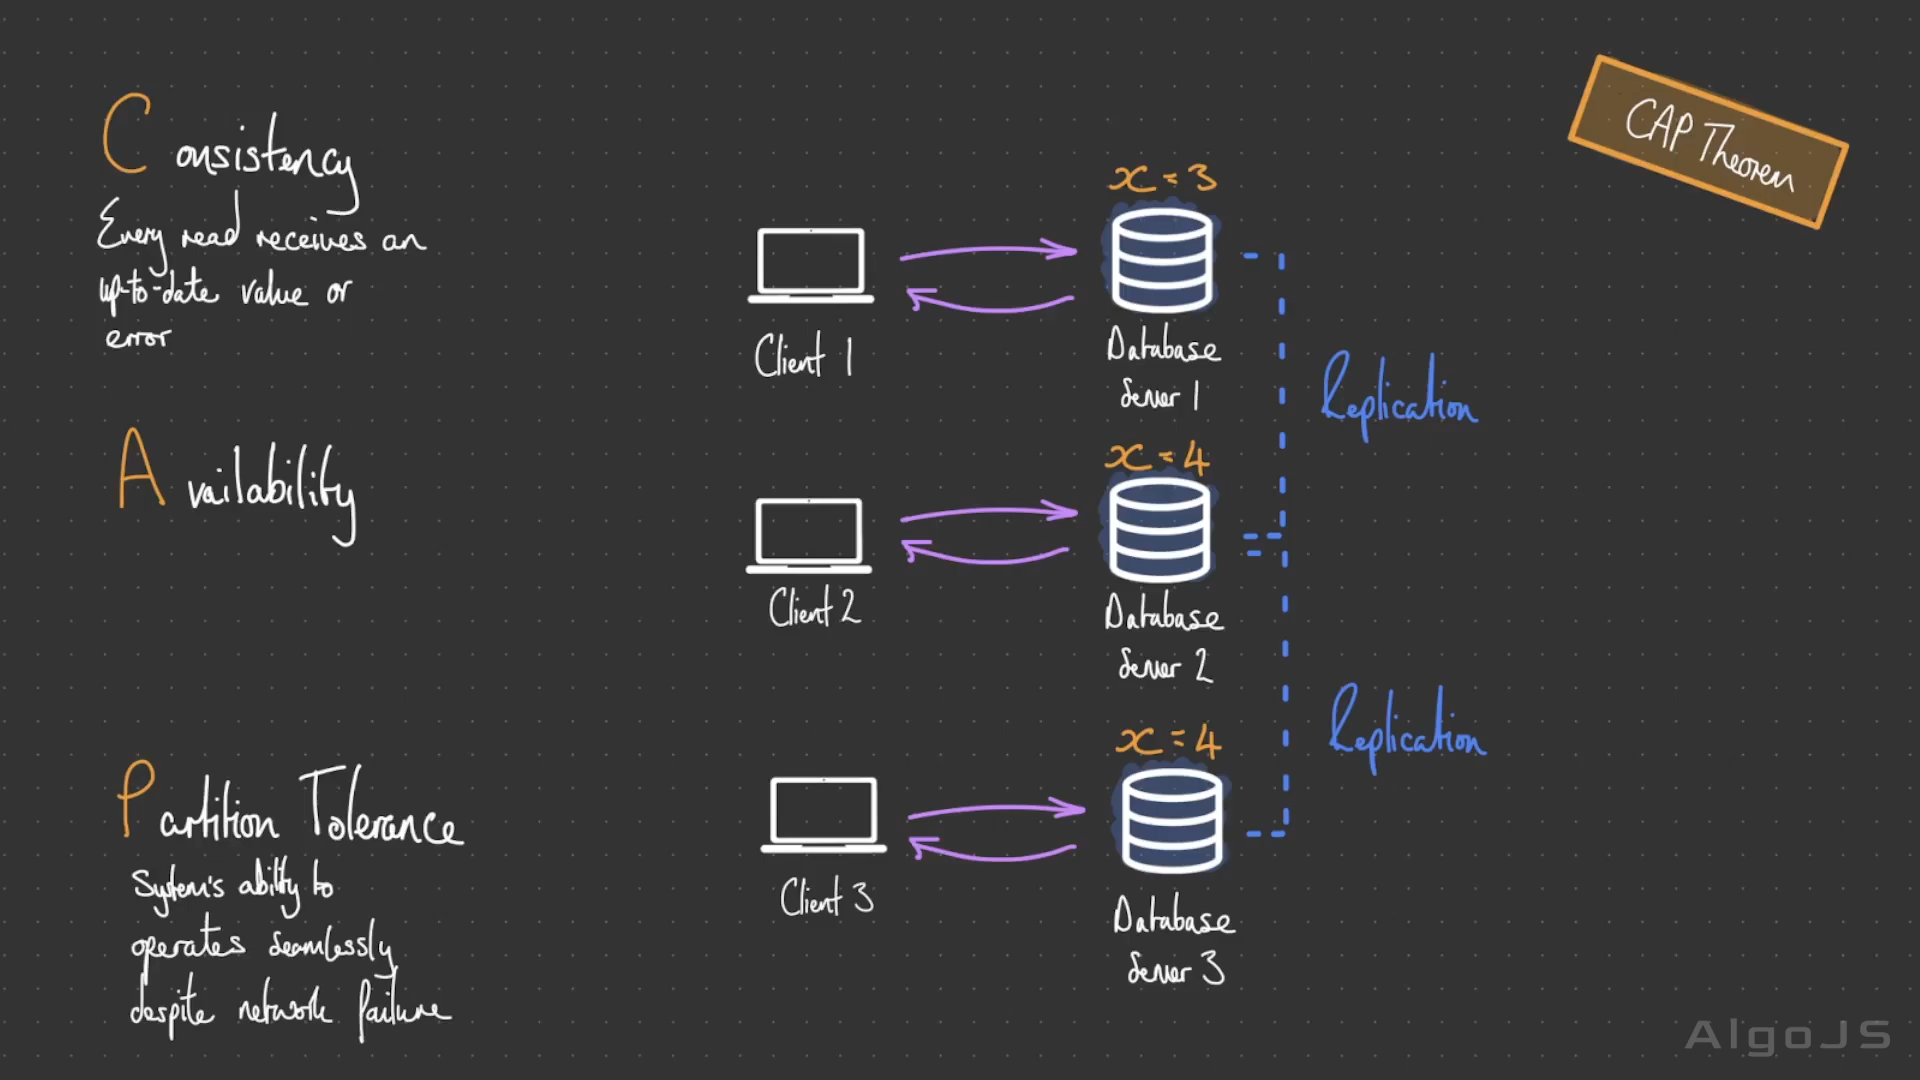 CAP Theorem
Consistency
Every read receives an
up-to-date value or
error
Availability
Partition Tolerance
System's ability to
operates seamlessly
despite network failure
x = 3
Client 1
Database
Server 1
Replication
x = 4
Client 2
Database
Server 2
Replication
x = 4
Client 3
Database
Server 3
AlgoJS